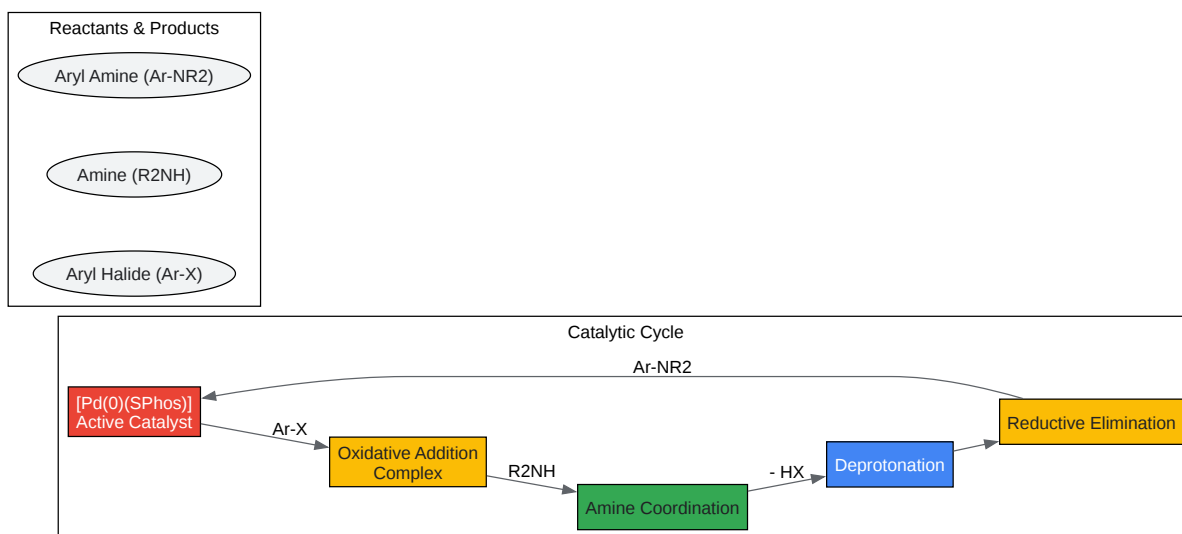 Reactants & Products
Aryl Amine (Ar-NR2)
Amine (R2NH)
Aryl Halide (Ar-X)
Catalytic Cycle
Ar-NR2
[Pd(0)(SPhos)]
Active Catalyst
Ar-X
Oxidative Addition
Complex
R2NH
Amine Coordination
- HX
Deprotonation
Reductive Elimination